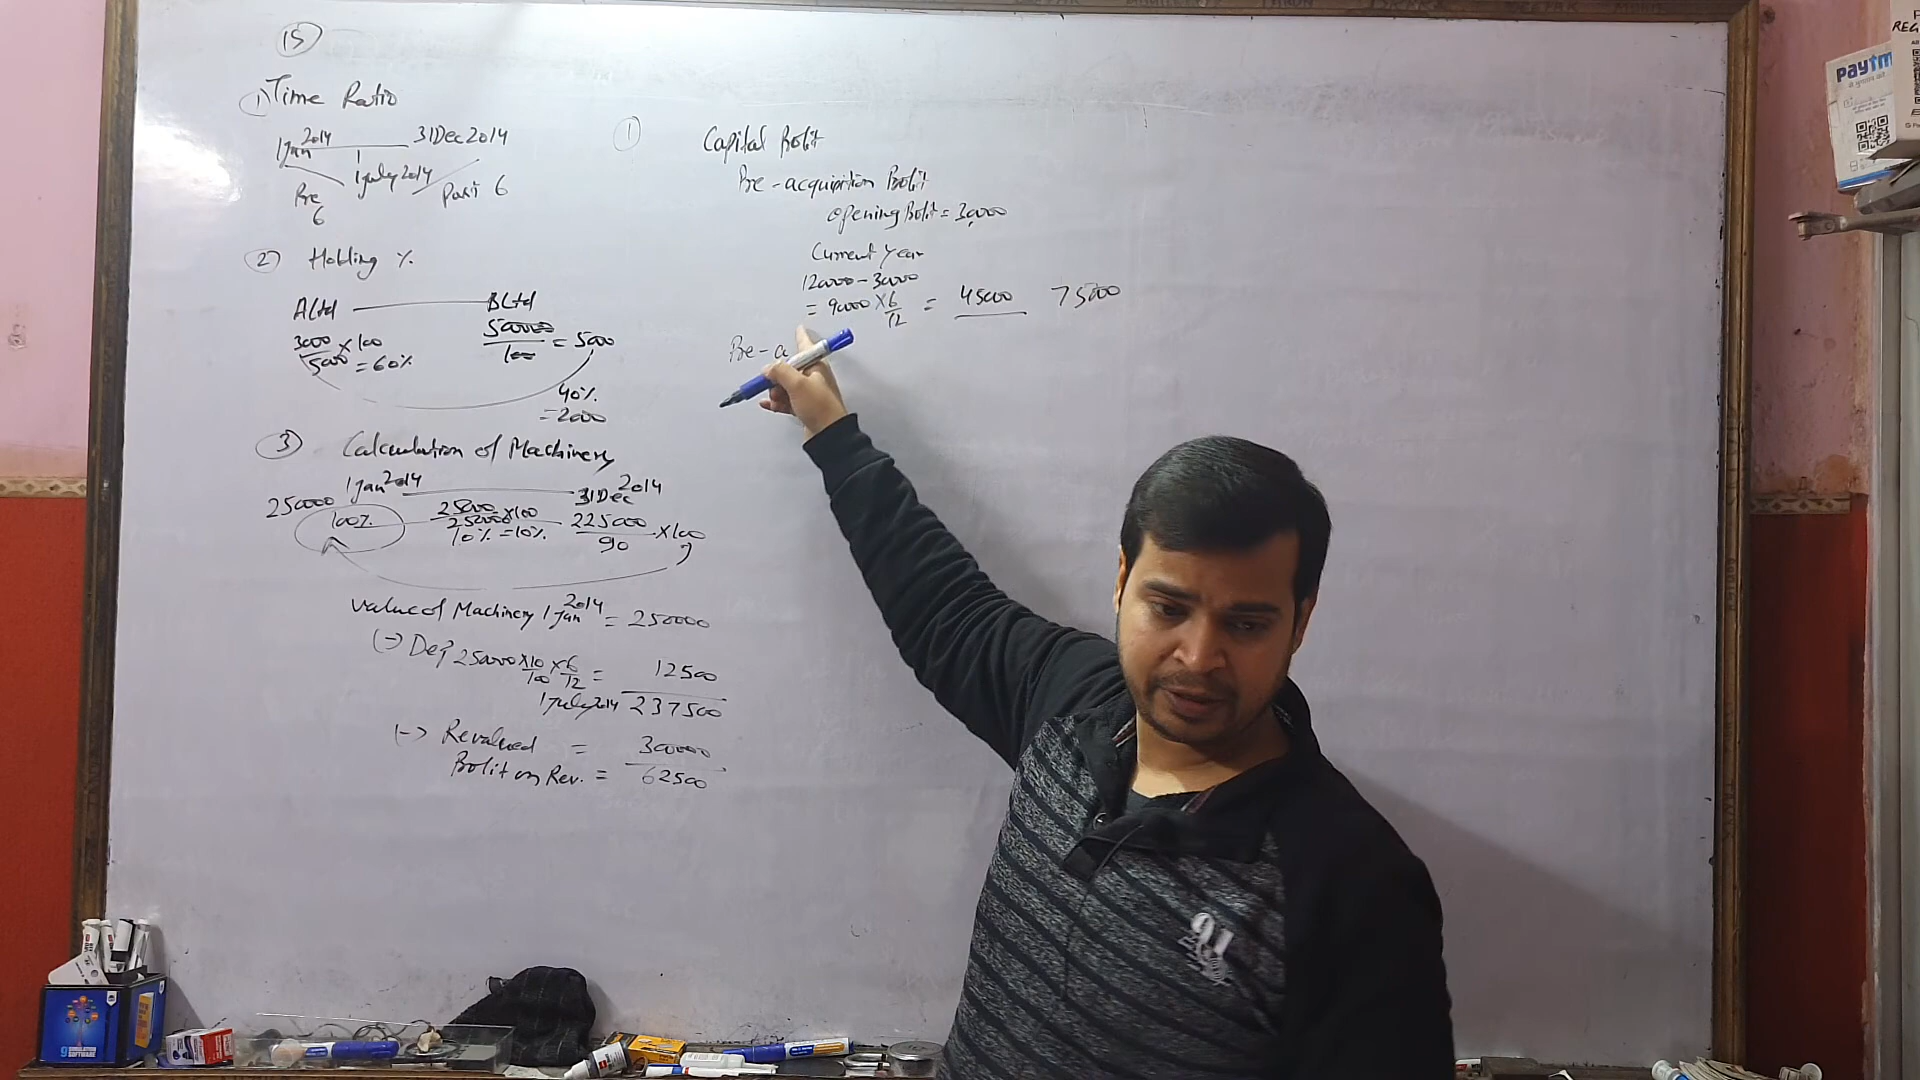 15
1) Time Ratio
1 Jan 2014 31 Dec 2014
1 July 2014
Pre 6
Post 6
2) Holding %
A Ltd B Ltd
3000/5000 × 100 = 60%
500000/100 = 5000
40%
= 2000
3) Calculation of Machinery
1 Jan 2014 31 Dec 2014
250000
100%
25000/250000 × 100
10% = 10%
225000/90 × 100
Value of Machinery 1 Jan 2014 = 250000
(-) Dep 250000 × 10/100 × 6/12 = 12500
1 July 2014 237500
(-) Revalued = 300000
Profit on Rev. = 62500
1) Capital Profit
Pre-acquisition Profit
Opening Profit = 30,000
Current Year
120000 - 30000
= 90000 × 6/12 = 45000 75000
Pre-a
Paytm